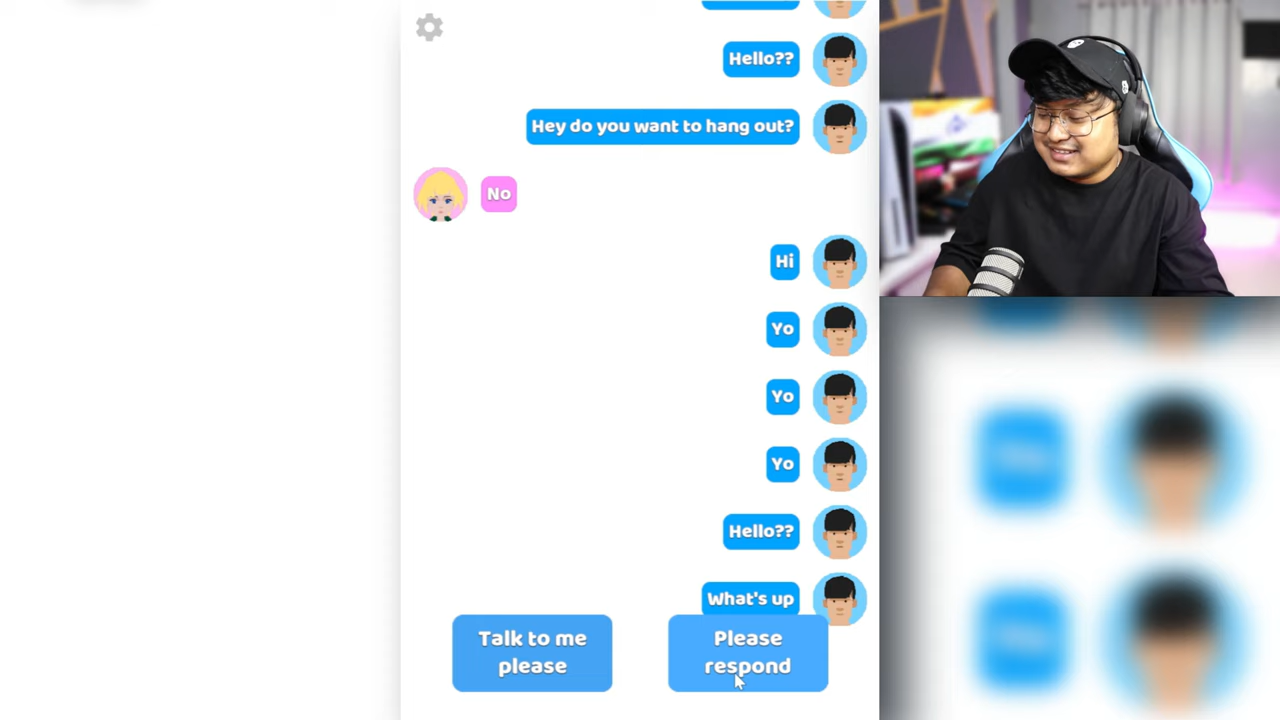 Hello??
Hey do you want to hang out?
No
Hi
Yo
Yo
Yo
Hello??
What's up
Talk to me
please
Please
respond